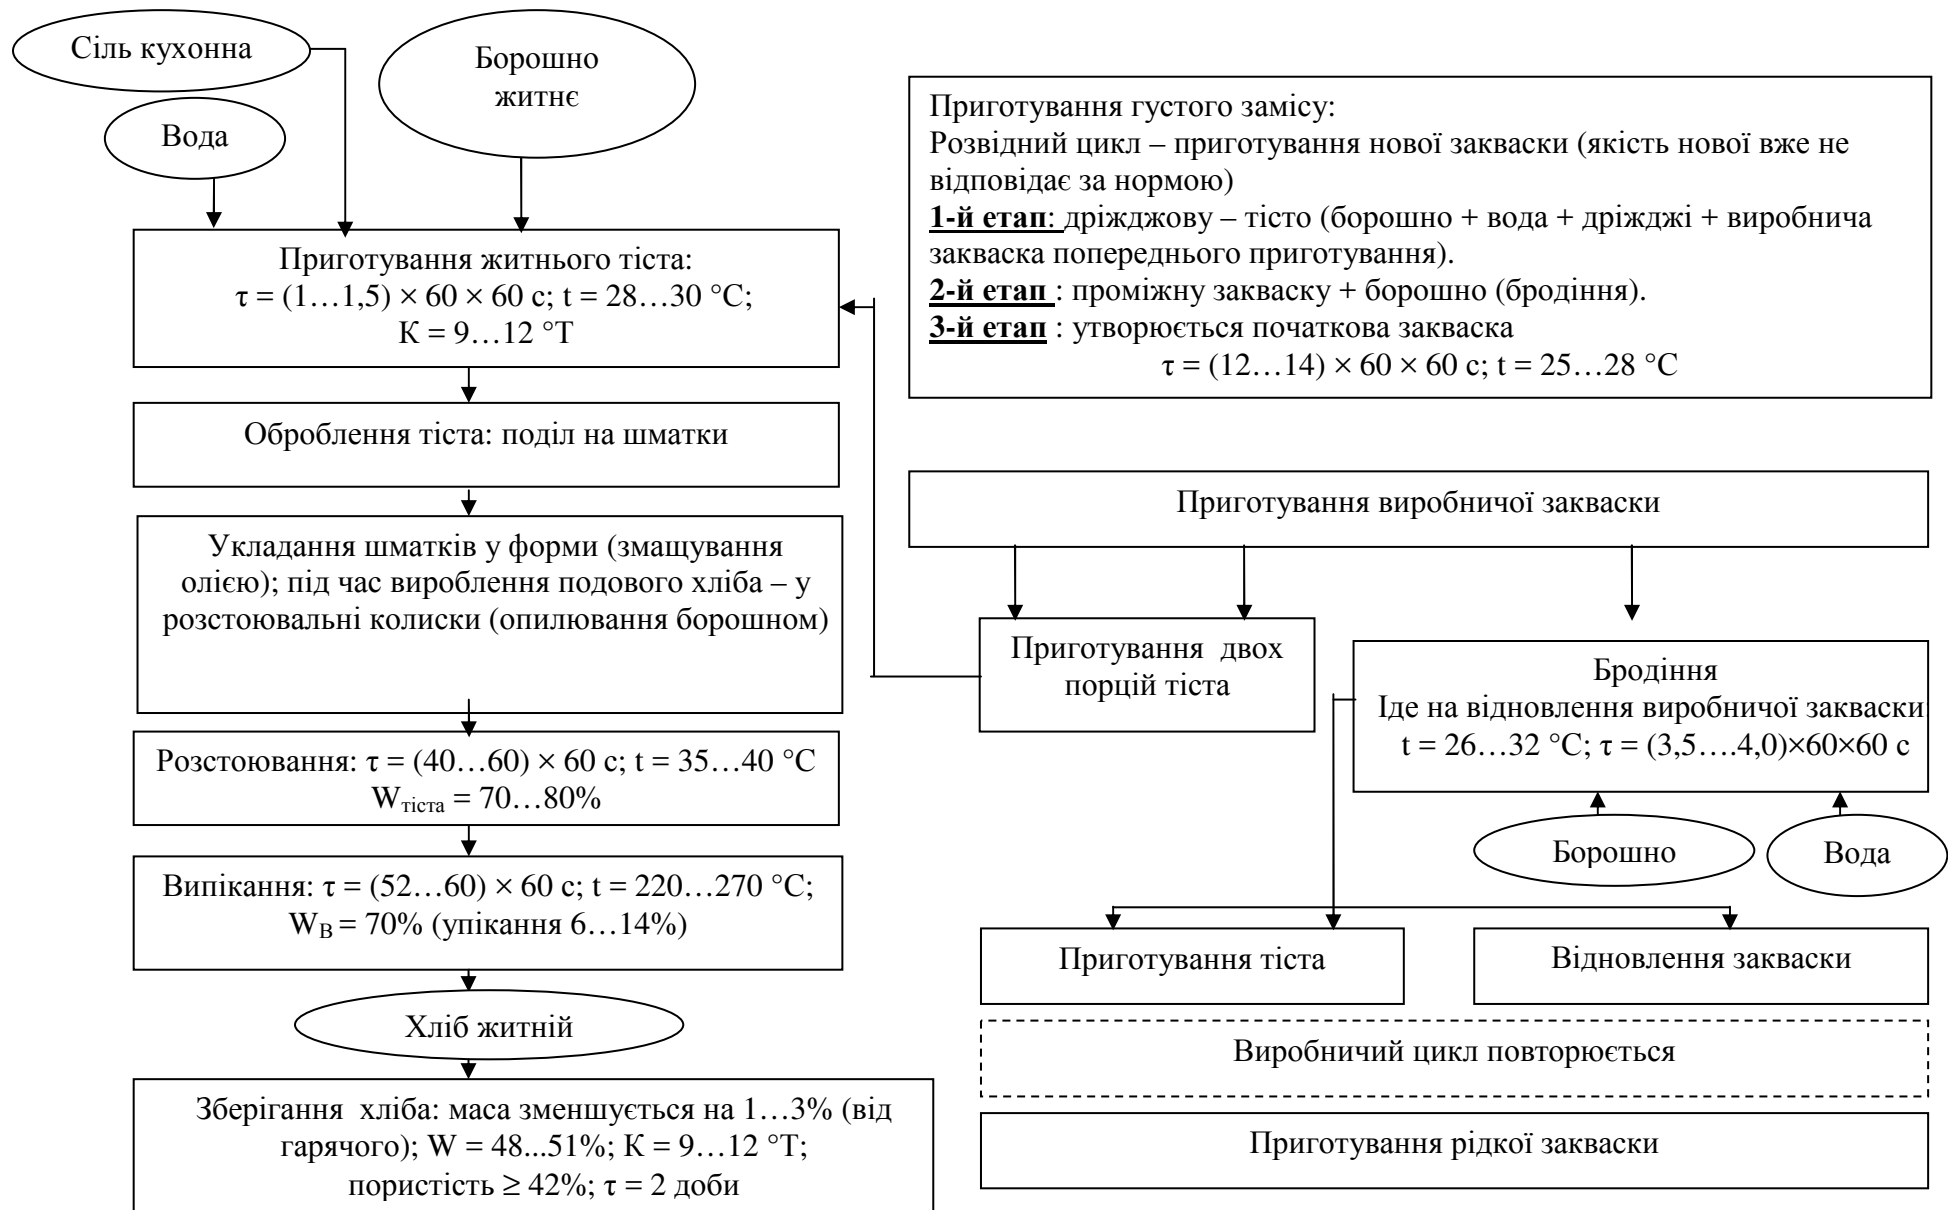 Сіль кухонна
Вода
Борошно
житнє
Приготування житнього тіста:
τ = (1…1,5) × 60 × 60 с; t = 28…30 °С;
К = 9…12 °Т
Оброблення тіста: поділ на шматки
Укладання шматків у форми (змащування
олією); під час вироблення подового хліба – у
розстоювальні колиски (опилювання борошном)
Розстоювання: τ = (40…60) × 60 с; t = 35…40 °С
Wтіста = 70…80%
Випікання: τ = (52…60) × 60 с; t = 220…270 °С;
WВ = 70% (упікання 6…14%)
Хліб житній
Зберігання хліба: маса зменшується на 1…3% (від
гарячого); W = 48...51%; К = 9…12 °Т;
пористість ≥ 42%; τ = 2 доби
Приготування густого замісу:
Розвідний цикл – приготування нової закваски (якість нової вже не
відповідає за нормою)
1-й етап: дріжджову – тісто (борошно + вода + дріжджі + виробнича
закваска попереднього приготування).
2-й етап : проміжну закваску + борошно (бродіння).
3-й етап : утворюється початкова закваска
τ = (12…14) × 60 × 60 с; t = 25…28 °С
Приготування виробничої закваски
Приготування двох
порцій тіста
Бродіння
Іде на відновлення виробничої закваски
t = 26…32 °С; τ = (3,5….4,0)×60×60 с
Борошно
Вода
Приготування тіста
Відновлення закваски
Виробничий цикл повторюється
Приготування рідкої закваски